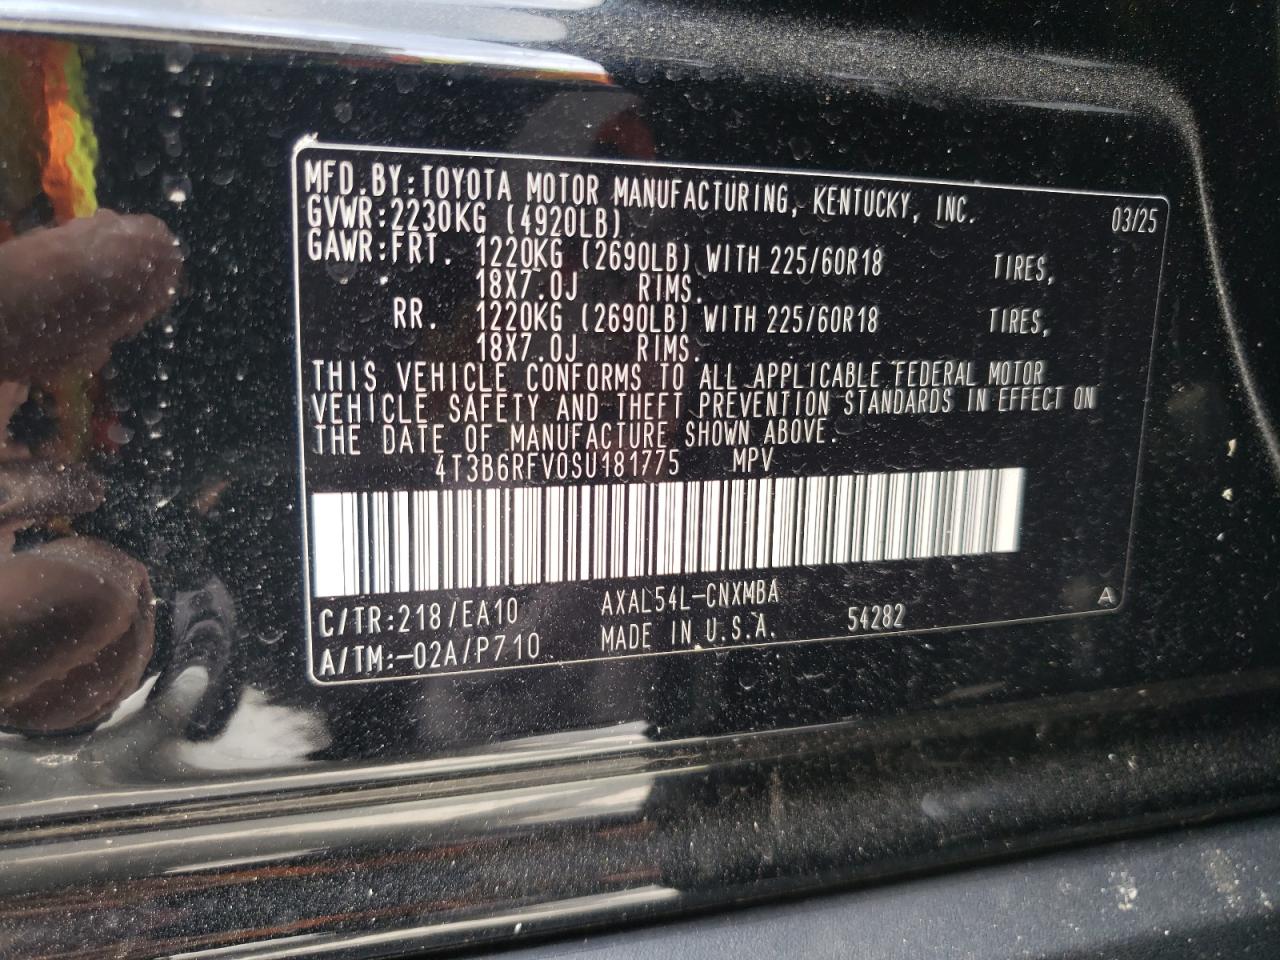 MFD.BY:TOYOTA MOTOR MANUFACTURING, KENTUCKY, INC. 03/25
GVWR:2230KG (4920LB)
GAWR:FRT. 1220KG (2690LB) WITH 225/60R18 TIRES,
18X7.0J RIMS.
RR. 1220KG (2690LB) WITH 225/60R18 TIRES,
18X7.0J RIMS.
THIS VEHICLE CONFORMS TO ALL APPLICABLE FEDERAL MOTOR
VEHICLE SAFETY AND THEFT PREVENTION STANDARDS IN EFFECT ON
THE DATE OF MANUFACTURE SHOWN ABOVE.
4T3B6RFV0SU181775 MPV
C/TR:218/EA10 AXAL54L-CNXMBA A
A/TM:-02A/P710 MADE IN U.S.A. 54282